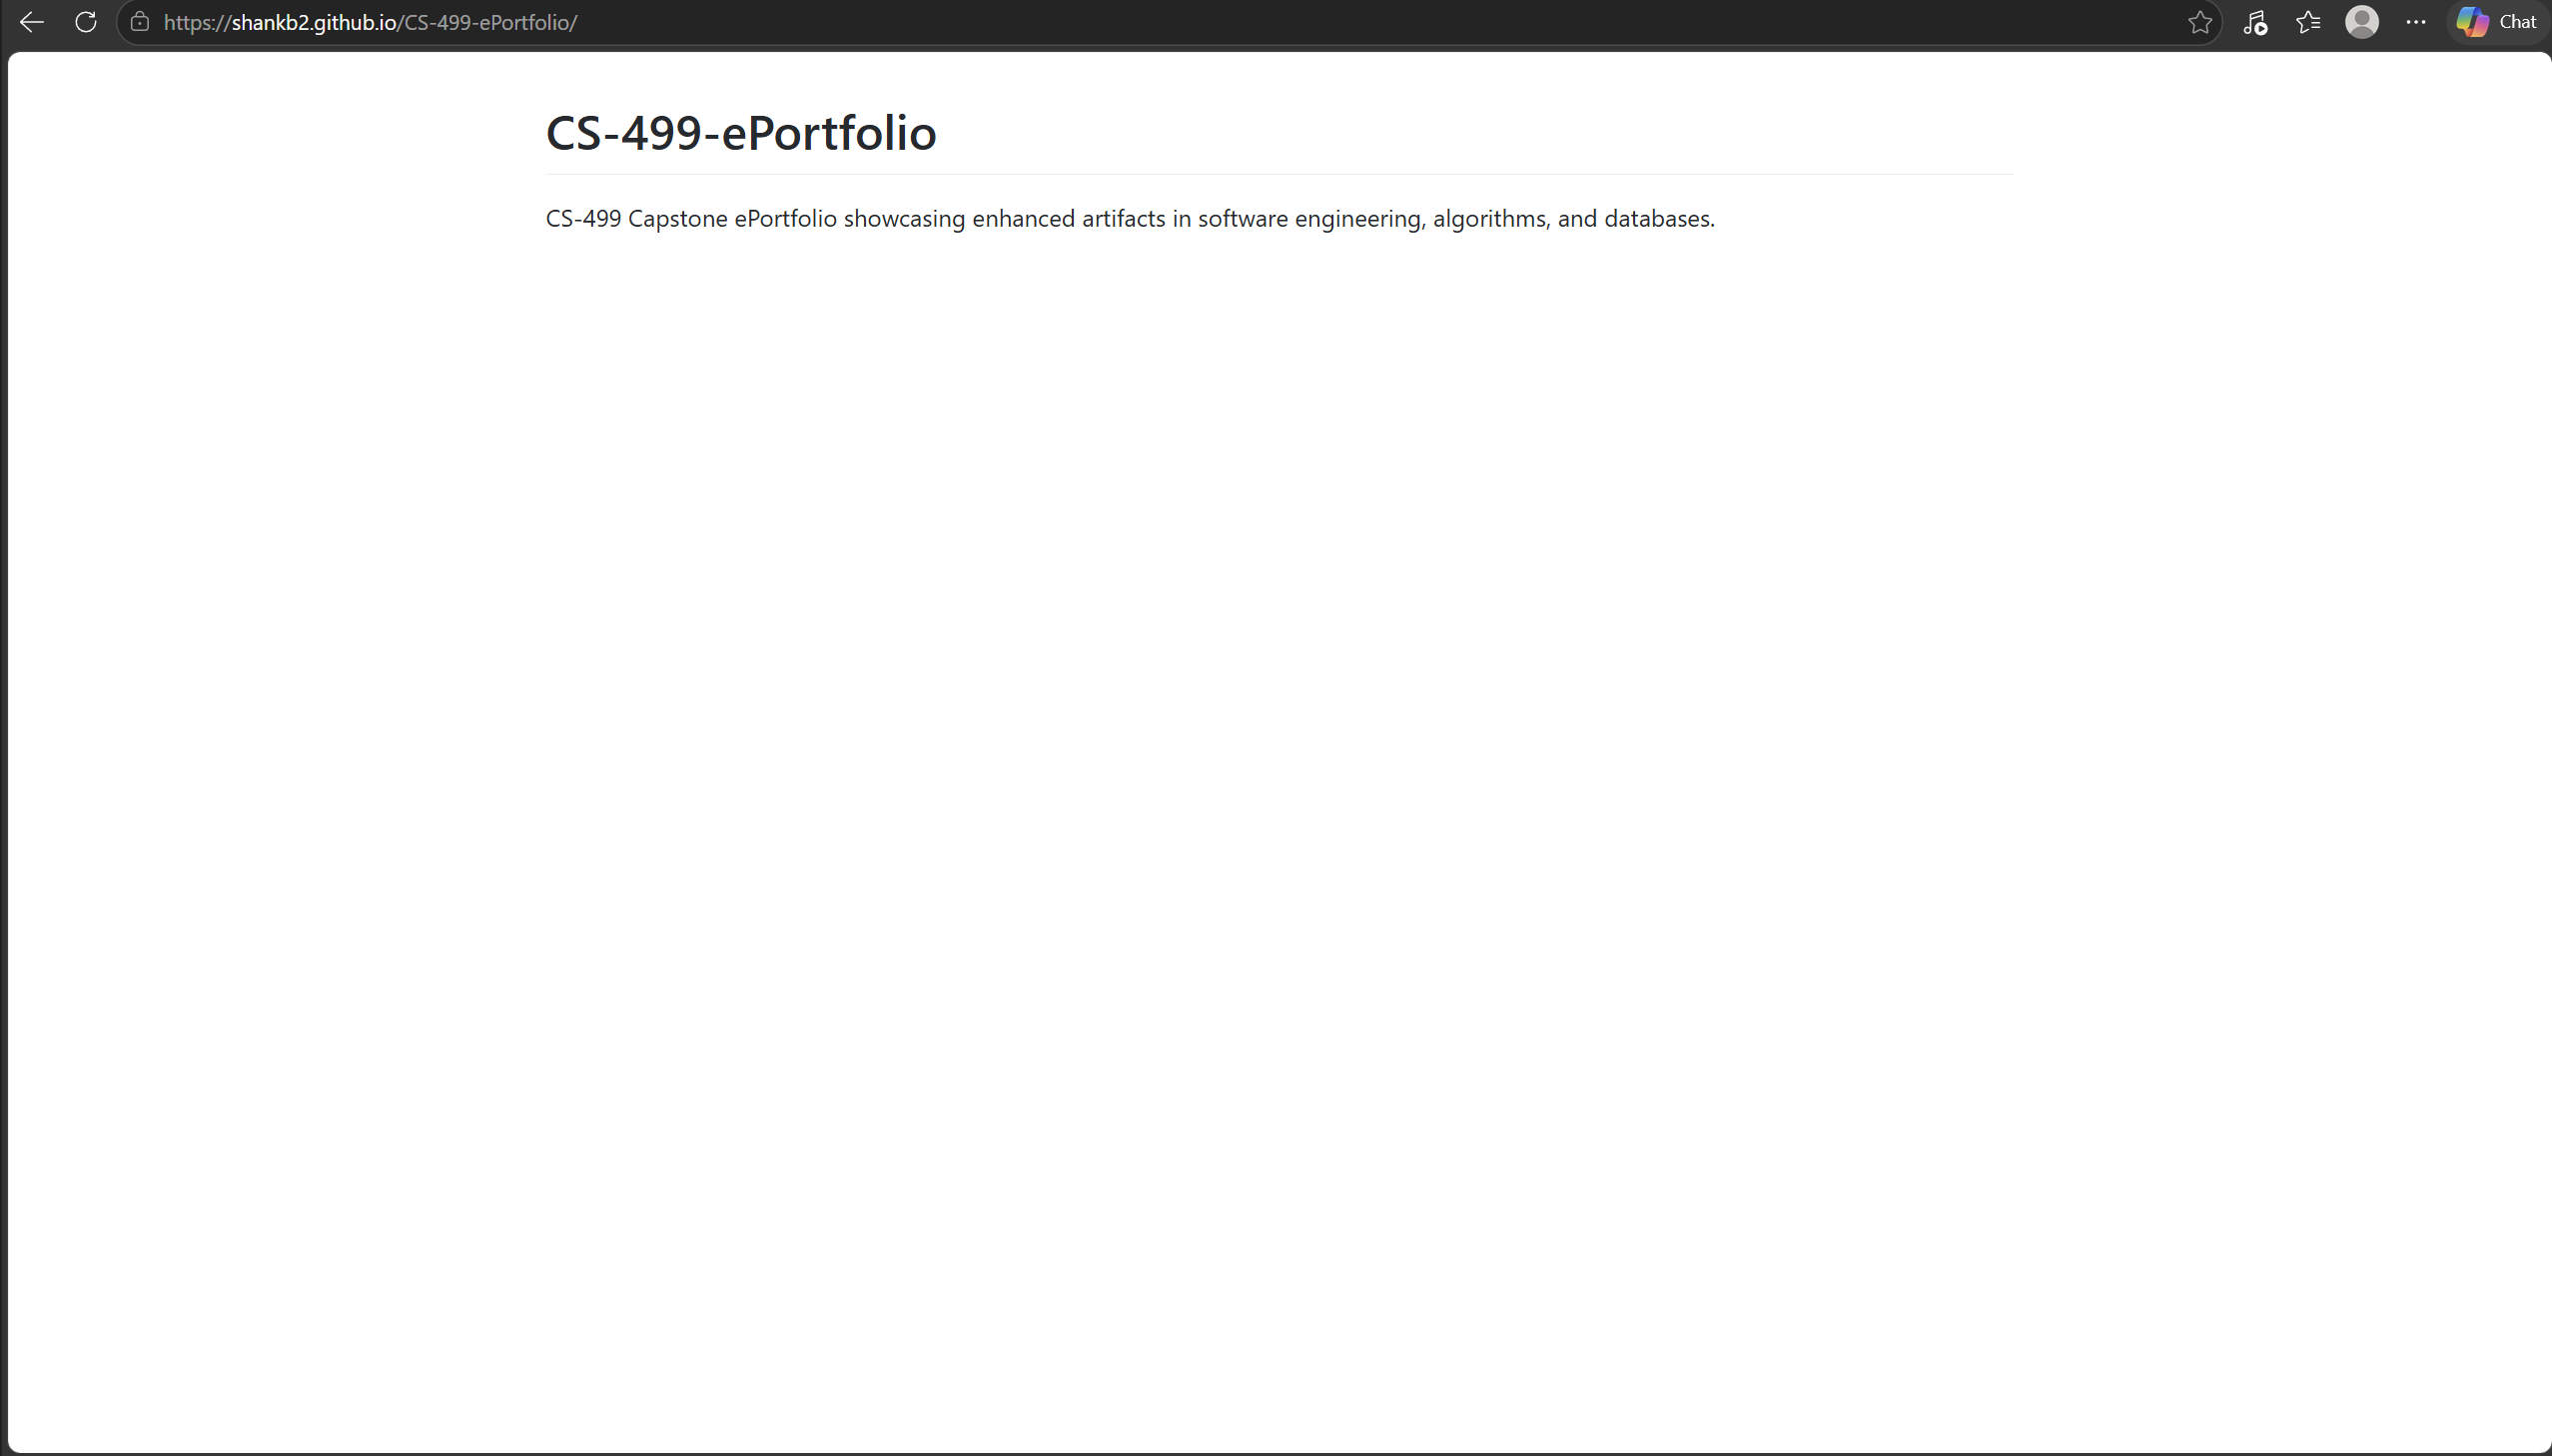 https://shankb2.github.io/CS-499-ePortfolio/
Chat
CS-499-ePortfolio
CS-499 Capstone ePortfolio showcasing enhanced artifacts in software engineering, algorithms, and databases.